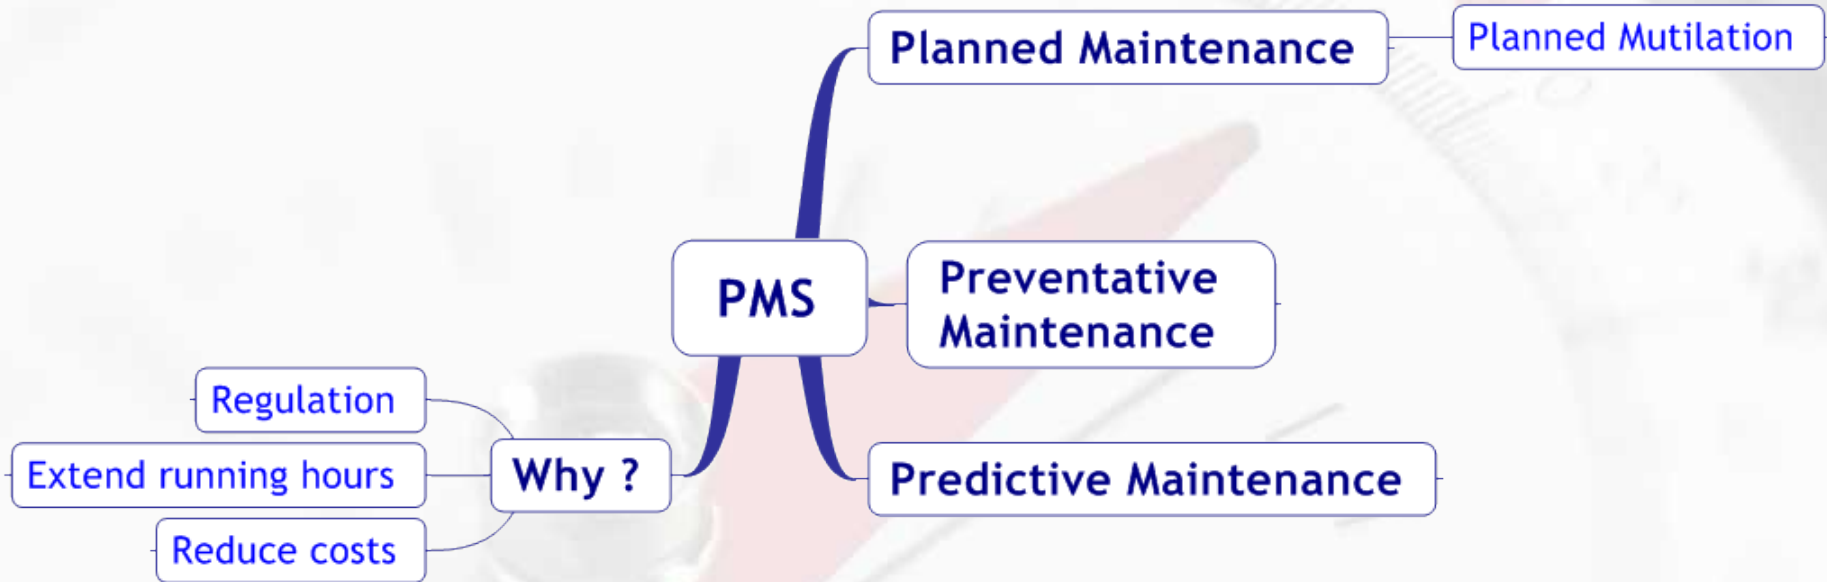 Planned Maintenance
Planned Mutilation
PMS
Preventative
Maintenance
Regulation
Extend running hours
Why ?
Predictive Maintenance
Reduce costs